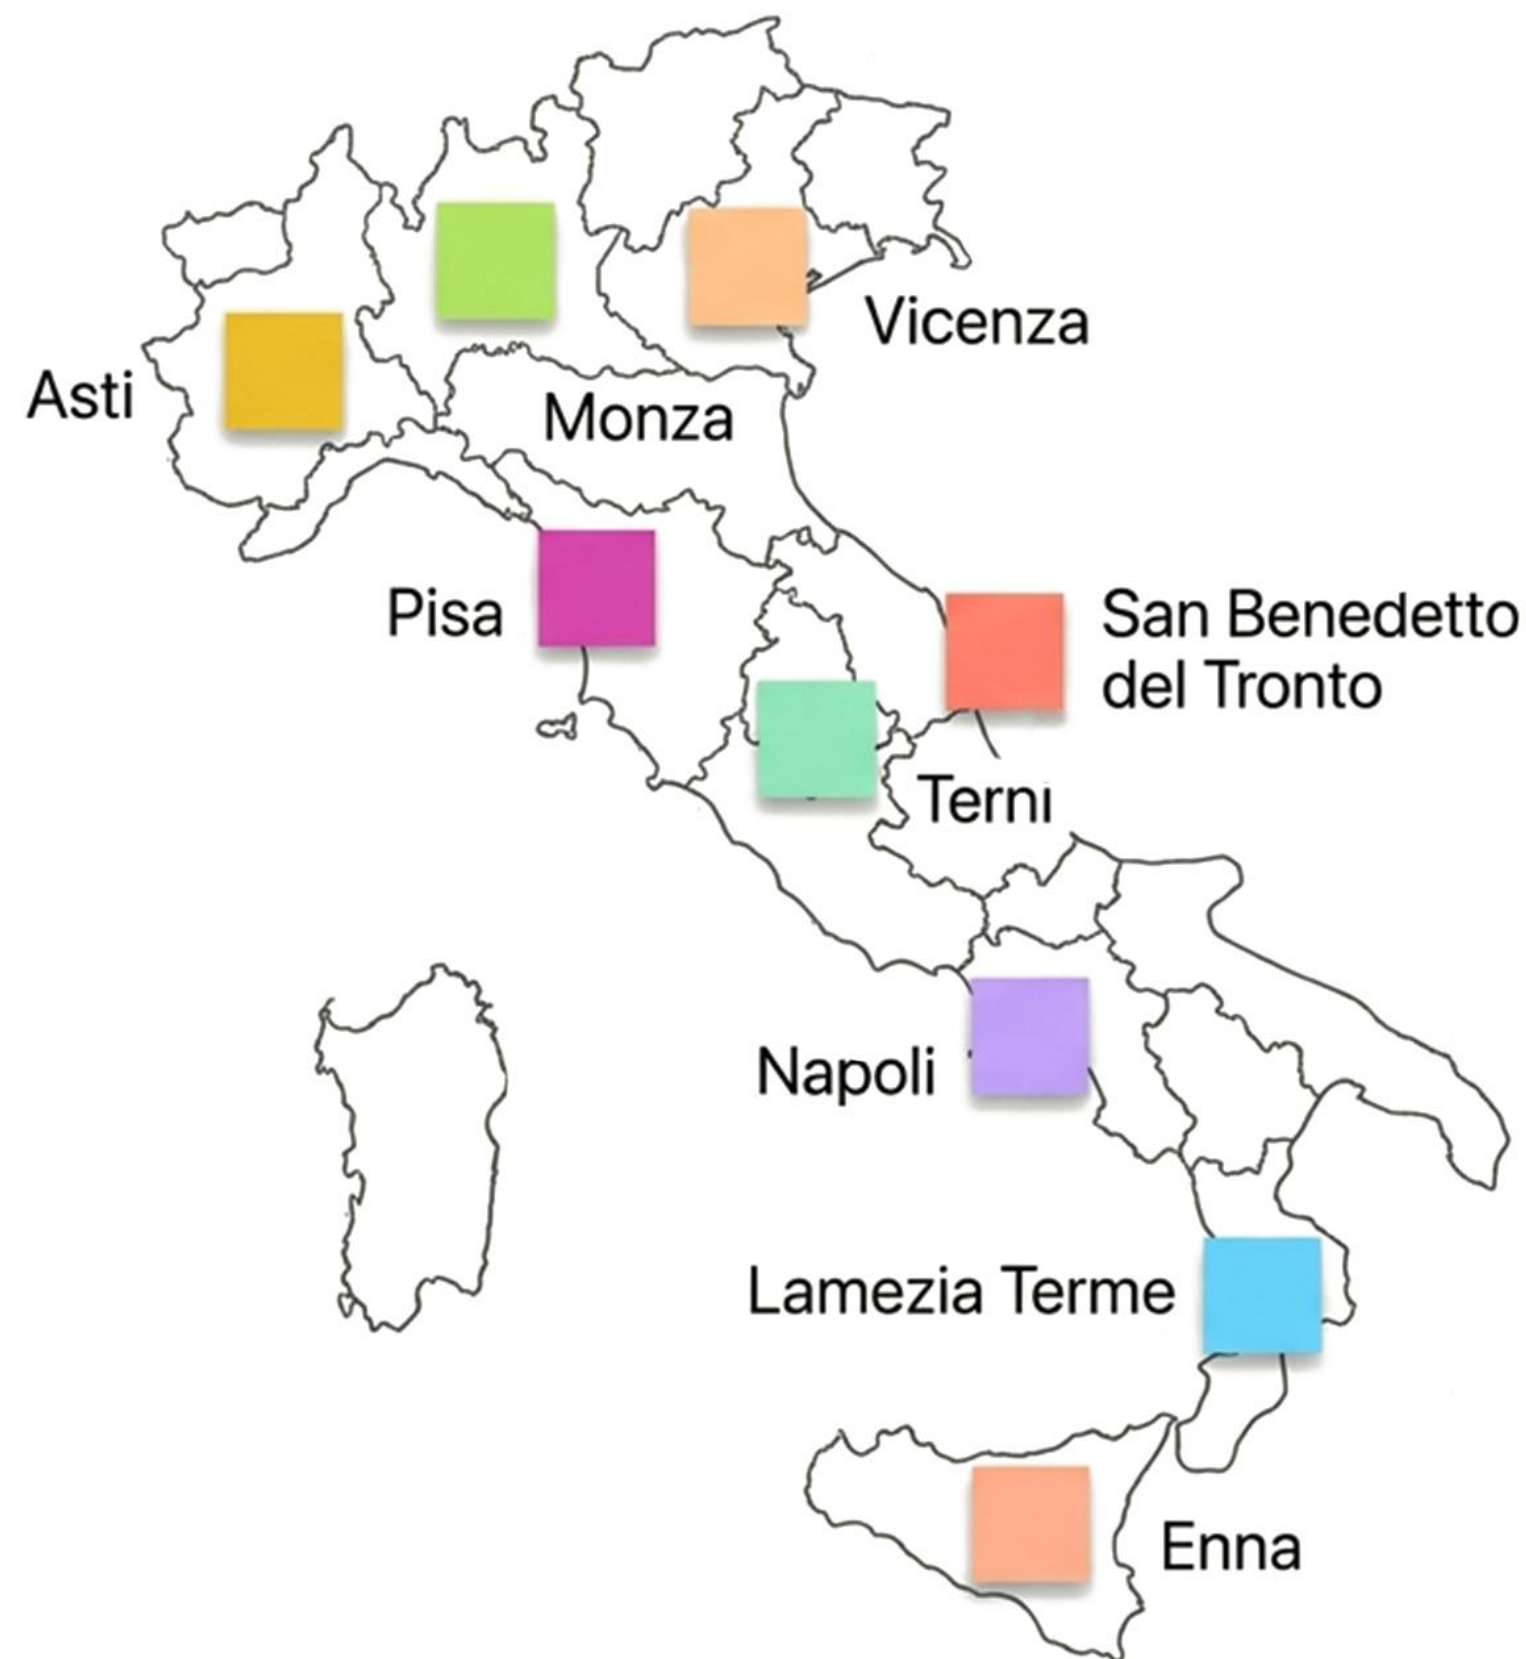 Vicenza
Asti
Monza
Pisa
San Benedetto
del Tronto
Terni
Napoli
Lamezia Terme
Enna